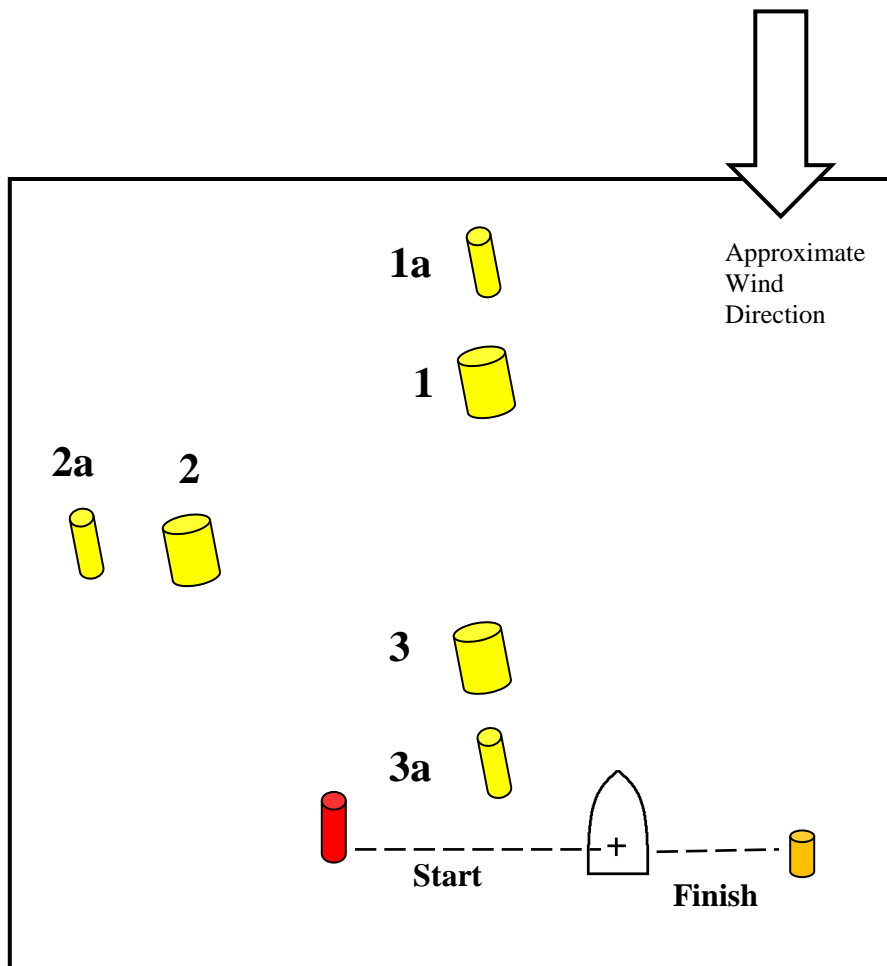 1a
Approximate
Wind
Direction
1
2a
2
3
3a
Start
Finish